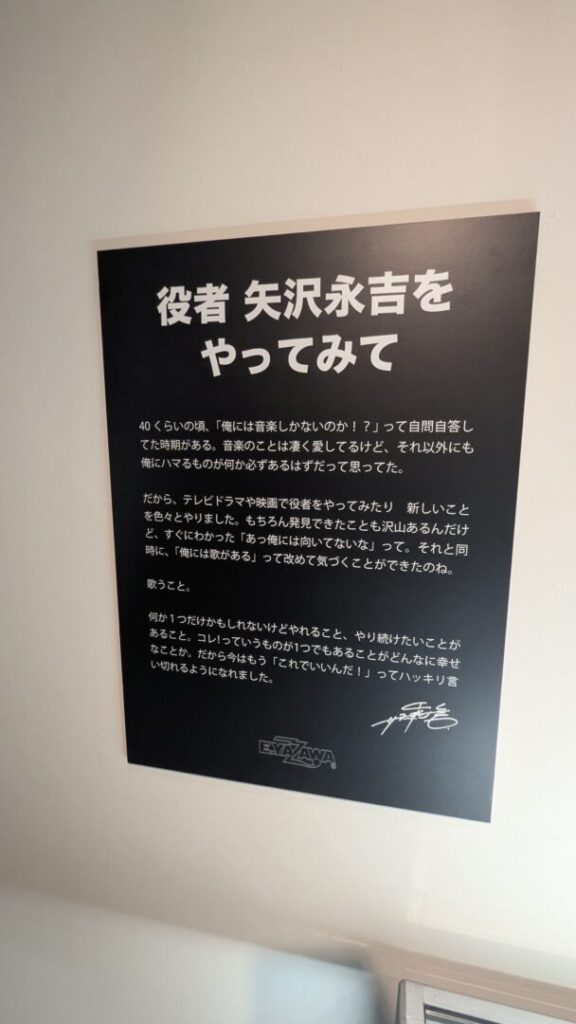 役者 矢沢永吉を
やってみて
40くらいの頃、「俺には音楽しかないのか！？」って自問自答し
てた時期がある。音楽のことは凄く愛してるけど、それ以外にも
俺にハマるものが何か必ずあるはずだって思ってた。
だから、テレビドラマや映画で役者をやってみたり　新しいこと
を色々とやりました。もちろん発見できたことも沢山あるんだけ
ど、すぐにわかった「あっ俺には向いてないな」って。それと同
時に、「俺には歌がある」って改めて気づくことができたのね。
歌うこと。
何か1つだけかもしれないけどやれること、やり続けたいことが
あること。コレ!っていうものが1つでもあることがどんなに幸せ
なことか。だから今はもう「これでいいんだ！」ってハッキリ言
い切れるようになれました。
E.YAZAWA